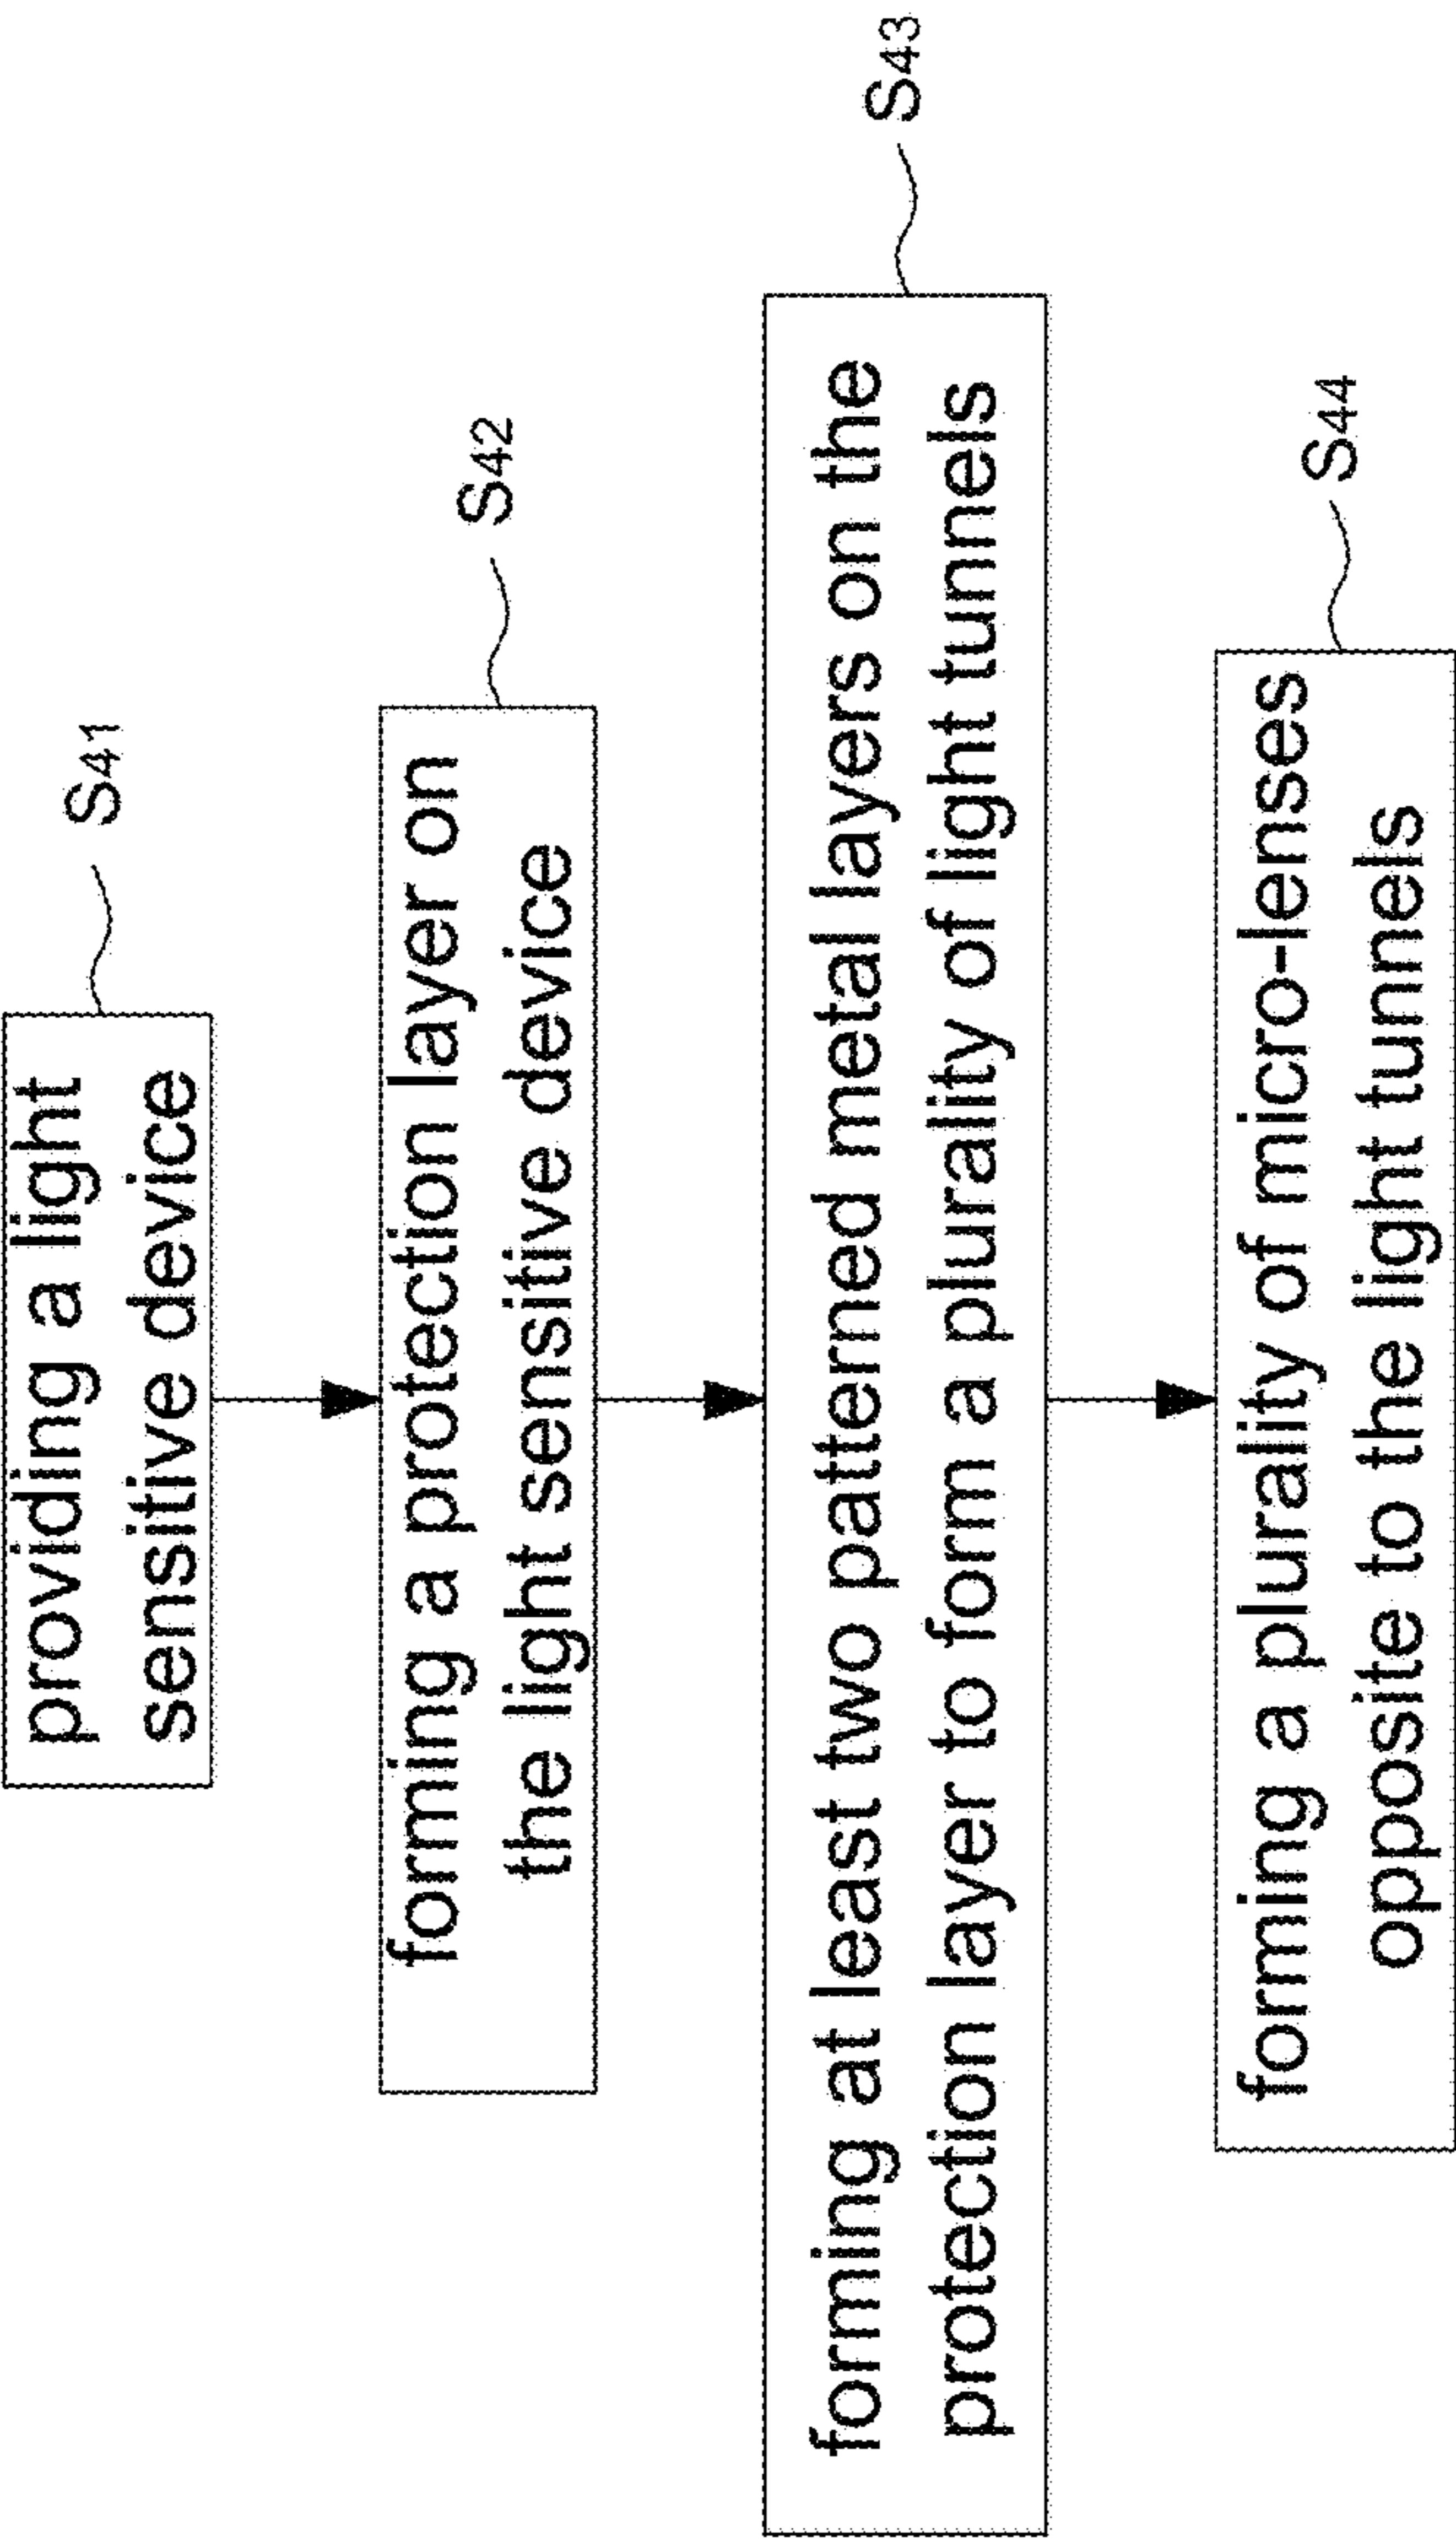 providing a light
sensitive device
S41
forming a protection layer on
the light sensitive device
S42
forming at least two patterned metal layers on the
protection layer to form a plurality of light tunnels
S43
forming a plurality of micro-lenses
opposite to the light tunnels
S44